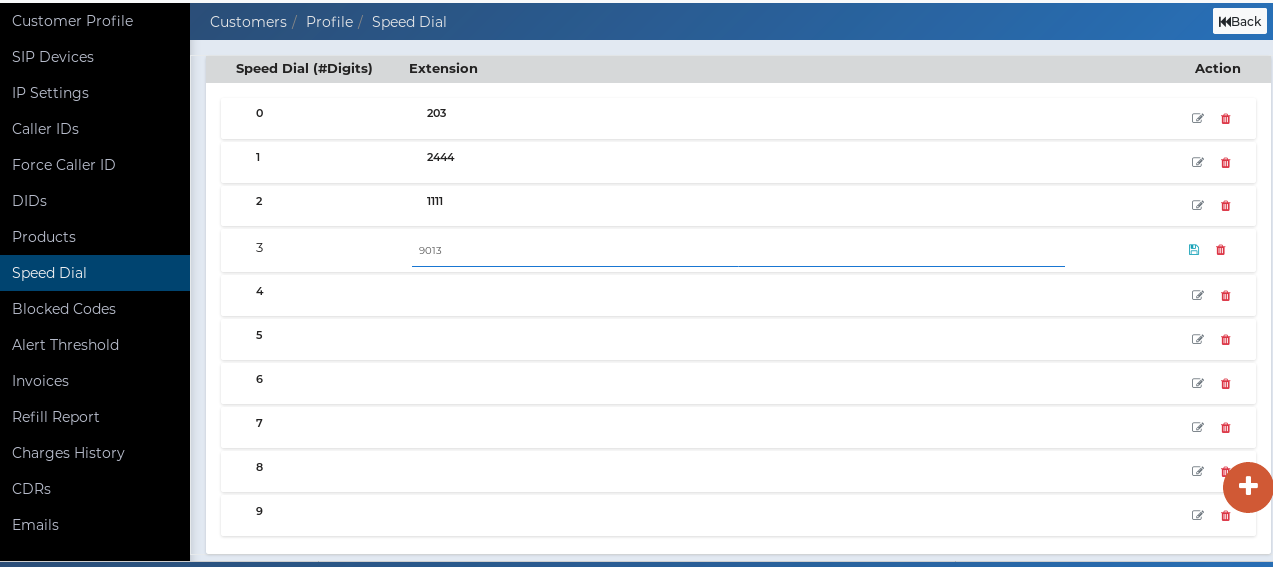 Customer Profile
SIP Devices
IP Settings
Caller IDs
Force Caller ID
DIDs
Products
Speed Dial
Blocked Codes
Alert Threshold
Invoices
Refill Report
Charges History
CDRs
Emails
Customers / Profile / Speed Dial
Back
Speed Dial (#Digits) Extension Action
0 203
1 2444
2 1111
3 9013
4
5
6
7
8
9